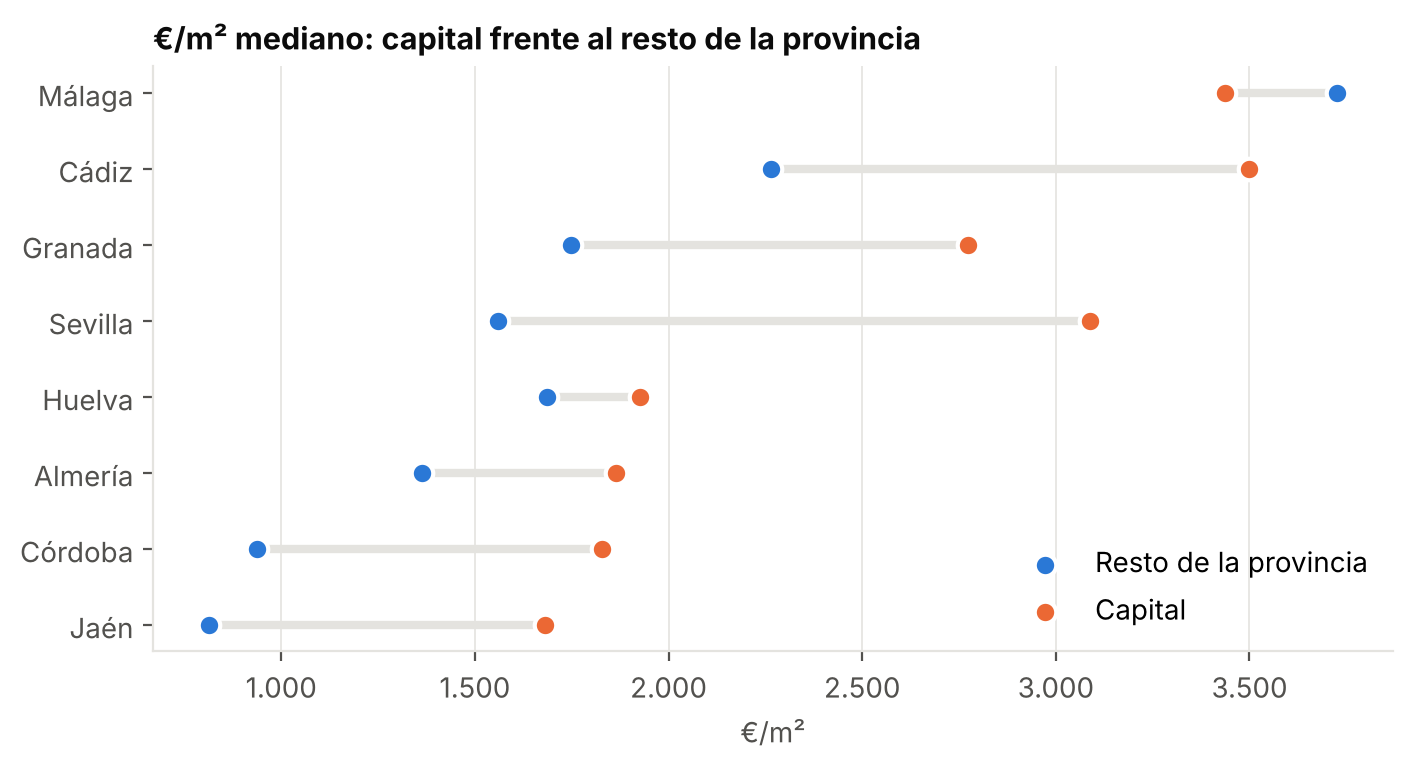 €/m² mediano: capital frente al resto de la provincia
Málaga
Cádiz
Granada
Sevilla
Huelva
Almería
Córdoba
Jaén
Resto de la provincia
Capital
1.000 1.500 2.000 2.500 3.000 3.500
€/m²